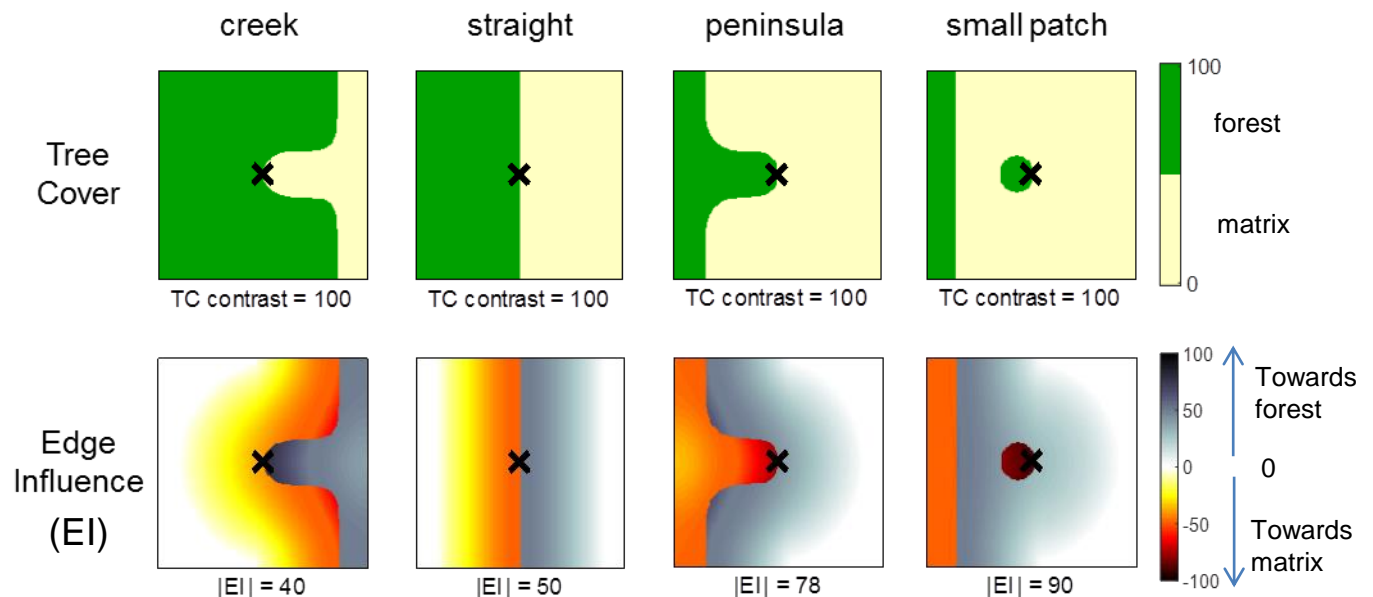 creek straight peninsula small patch
Tree
Cover
100
forest
matrix
0
TC contrast = 100 TC contrast = 100 TC contrast = 100 TC contrast = 100
Edge
Influence
(EI)
100
50
0
-50
-100
Towards
forest
0
Towards
matrix
|EI| = 40 |EI| = 50 |EI| = 78 |EI| = 90